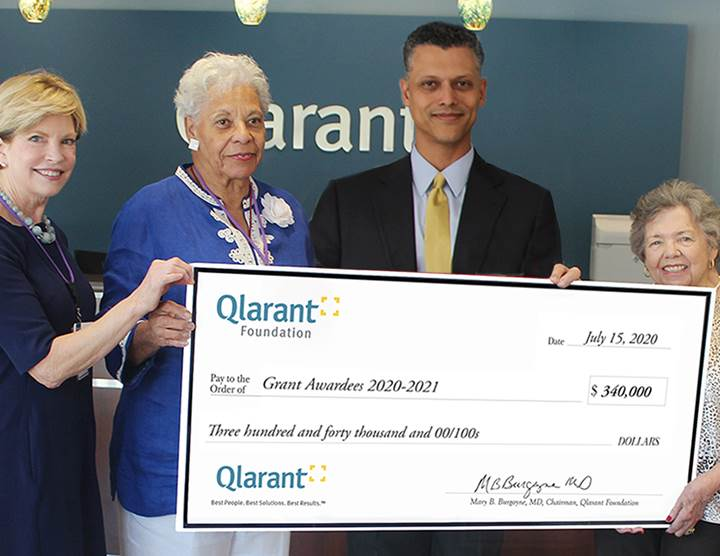 Qlarant
Qlarant
Foundation
Date July 15, 2020
Pay to the
Order of Grant Awardees 2020-2021 $ 340,000
Three hundred and forty thousand and 00/100s DOLLARS
Qlarant
Best People. Best Solutions. Best Results.™
MBBurgoyne MD
Mary B. Burgoyne, MD, Chairman, Qlarant Foundation